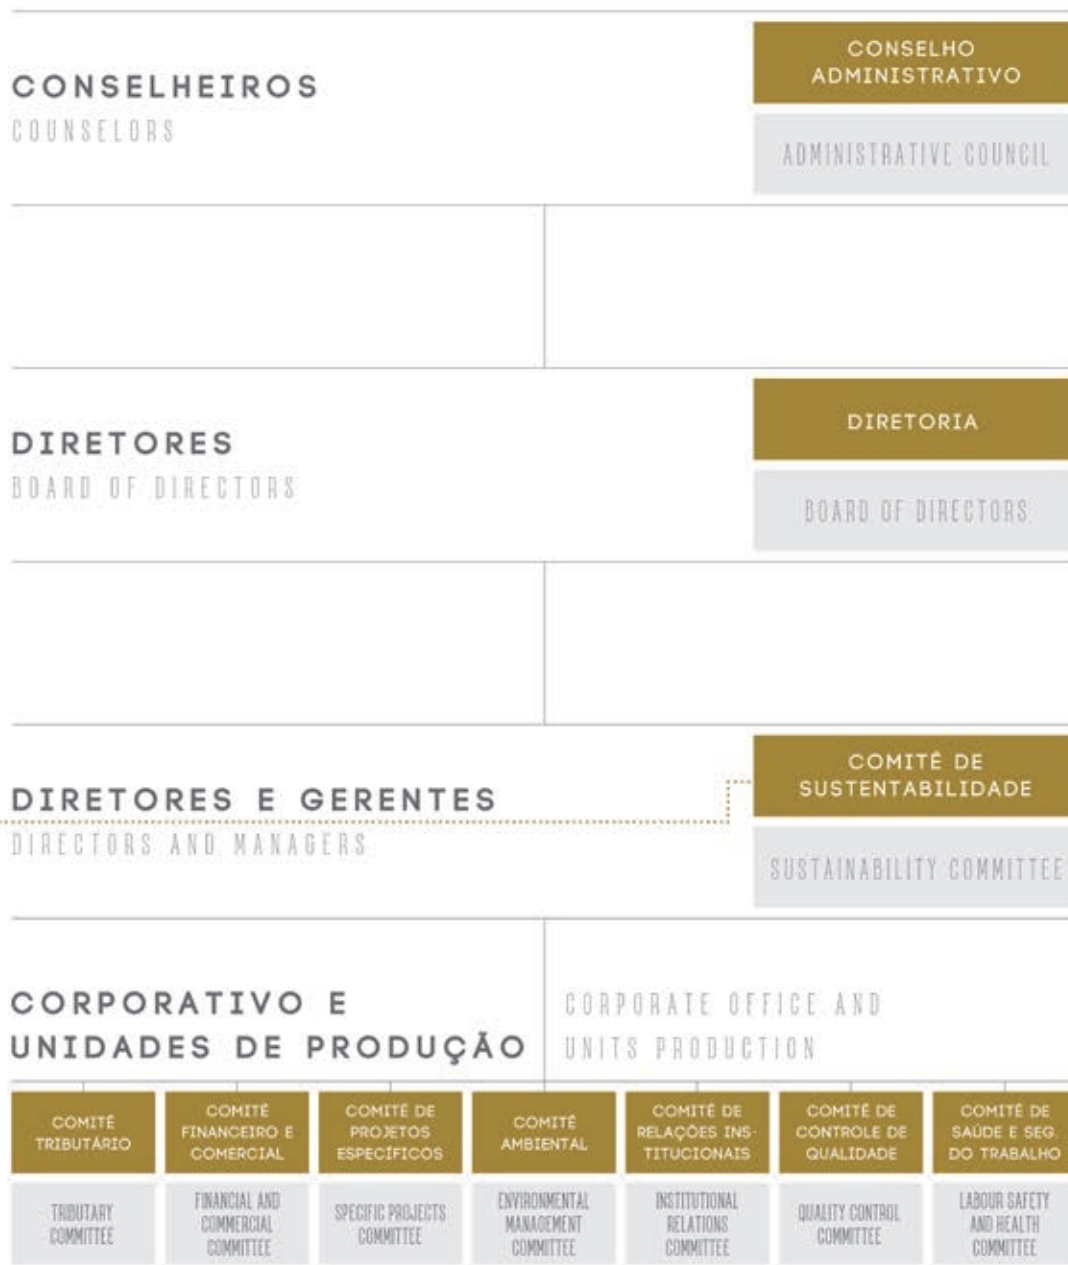 CONSELHEIROS
COUNSELORS
CONSELHO
ADMINISTRATIVO
ADMINISTRATIVE COUNCIL
DIRETORES
BOARD OF DIRECTORS
DIRETORIA
BOARD OF DIRECTORS
DIRETORES E GERENTES
DIRECTORS AND MANAGERS
COMITÊ DE
SUSTENTABILIDADE
SUSTAINABILITY COMMITTEE
CORPORATIVO E
UNIDADES DE PRODUÇÃO
CORPORATE OFFICE AND
UNITS PRODUCTION
COMITÊ
TRIBUTÁRIO
TRIBUTARY
COMMITTEE
COMITÊ
FINANCEIRO E
COMERCIAL
FINANCIAL AND
COMMERCIAL
COMMITTEE
COMITÊ DE
PROJETOS
ESPECÍFICOS
SPECIFIC PROJECTS
COMMITTEE
COMITÊ
AMBIENTAL
ENVIRONMENTAL
MANAGEMENT
COMMITTEE
COMITÊ DE
RELAÇÕES INS-
TITUCIONAIS
INSTITUTIONAL
RELATIONS
COMMITTEE
COMITÊ DE
CONTROLE DE
QUALIDADE
QUALITY CONTROL
COMMITTEE
COMITÊ DE
SAÚDE E SEG.
DO TRABALHO
LABOUR SAFETY
AND HEALTH
COMMITTEE